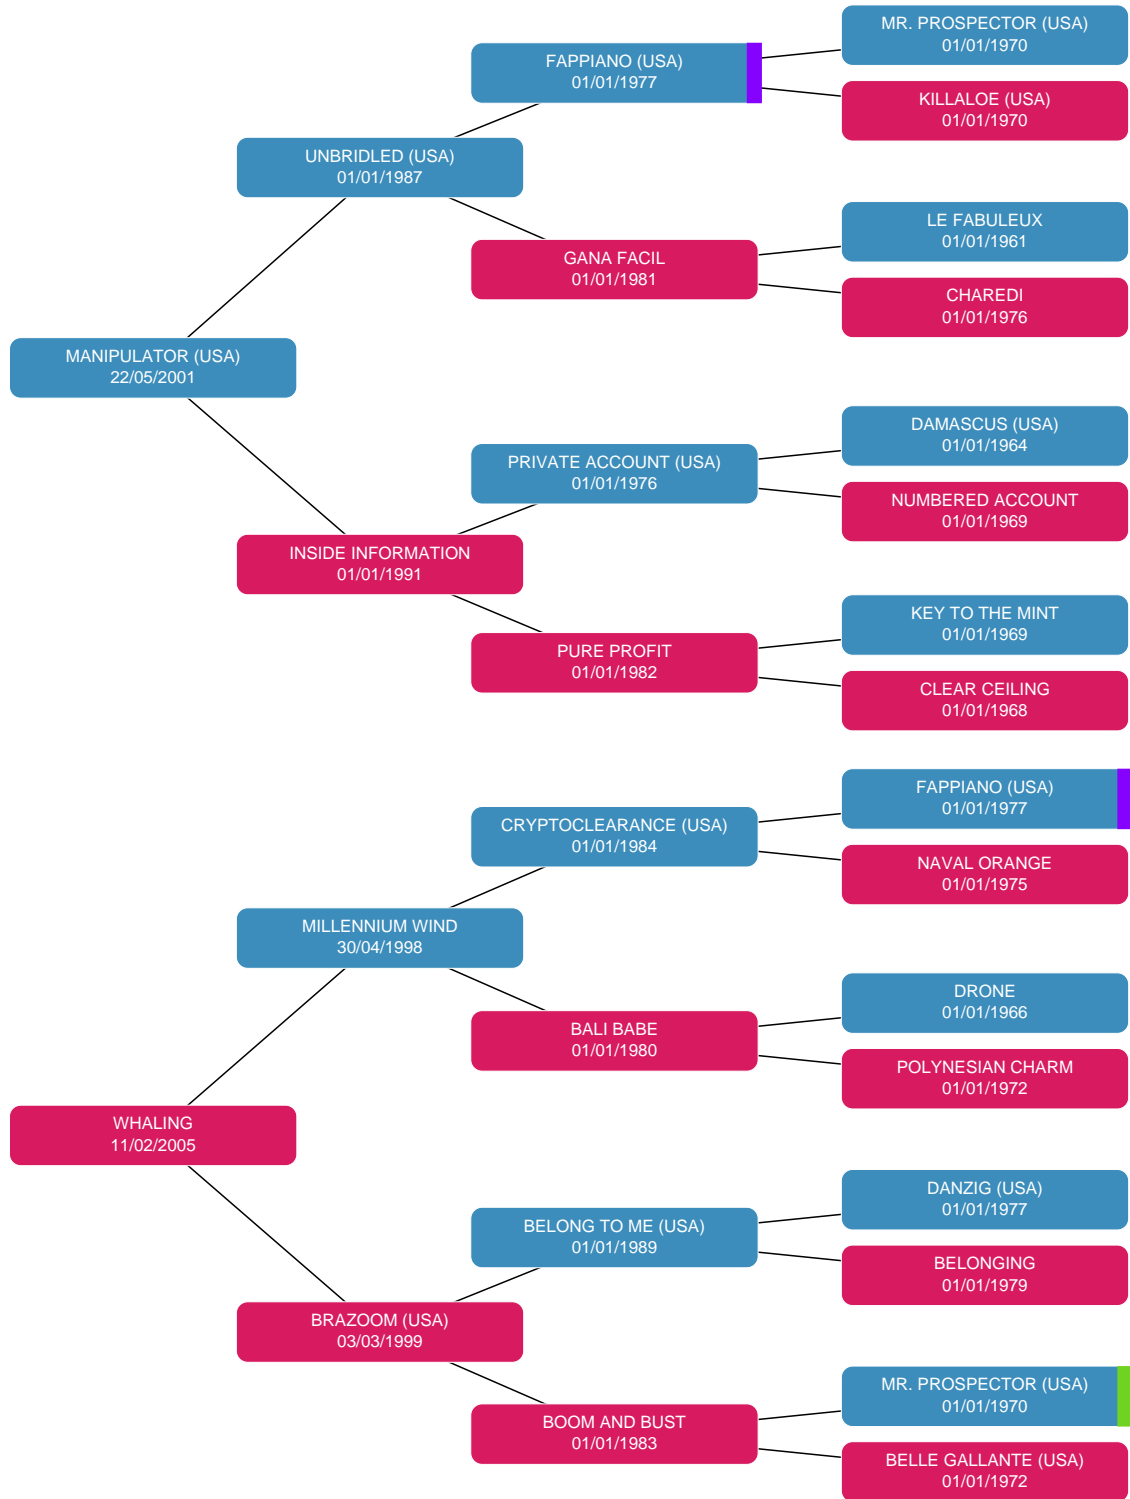 MR. PROSPECTOR (USA)
01/01/1970
FAPPIANO (USA)
01/01/1977
KILLALOE (USA)
01/01/1970
UNBRIDLED (USA)
01/01/1987
LE FABULEUX
01/01/1961
GANA FACIL
01/01/1981
CHAREDI
01/01/1976
MANIPULATOR (USA)
22/05/2001
DAMASCUS (USA)
01/01/1964
PRIVATE ACCOUNT (USA)
01/01/1976
NUMBERED ACCOUNT
01/01/1969
INSIDE INFORMATION
01/01/1991
KEY TO THE MINT
01/01/1969
PURE PROFIT
01/01/1982
CLEAR CEILING
01/01/1968
FAPPIANO (USA)
01/01/1977
CRYPTOCLEARANCE (USA)
01/01/1984
NAVAL ORANGE
01/01/1975
MILLENNIUM WIND
30/04/1998
DRONE
01/01/1966
BALI BABE
01/01/1980
POLYNESIAN CHARM
01/01/1972
WHALING
11/02/2005
DANZIG (USA)
01/01/1977
BELONG TO ME (USA)
01/01/1989
BELONGING
01/01/1979
BRAZOOM (USA)
03/03/1999
MR. PROSPECTOR (USA)
01/01/1970
BOOM AND BUST
01/01/1983
BELLE GALLANTE (USA)
01/01/1972